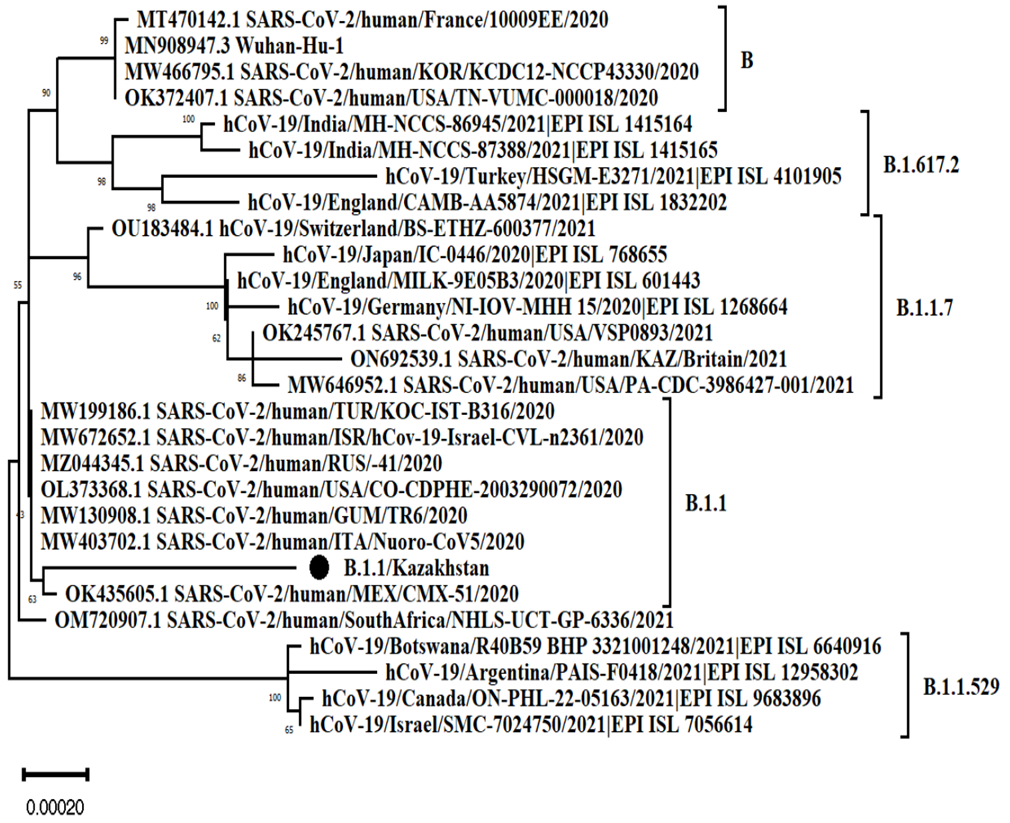 MT470142.1 SARS-CoV-2/human/France/10009EE/2020
99
MN908947.3 Wuhan-Hu-1
MW466795.1 SARS-CoV-2/human/KOR/KCDC12-NCCP43330/2020
B
90
OK372407.1 SARS-CoV-2/human/USA/TN-VUMC-000018/2020
100
hCoV-19/India/MH-NCCS-86945/2021|EPI ISL 1415164
hCoV-19/India/MH-NCCS-87388/2021|EPI ISL 1415165
B.1.617.2
98
hCoV-19/Turkey/HSGM-E3271/2021|EPI ISL 4101905
98
hCoV-19/England/CAMB-AA5874/2021|EPI ISL 1832202
OU183484.1 hCoV-19/Switzerland/BS-ETHZ-600377/2021
hCoV-19/Japan/IC-0446/2020|EPI ISL 768655
96
55
hCoV-19/England/MILK-9E05B3/2020|EPI ISL 601443
100
hCoV-19/Germany/NI-IOV-MHH 15/2020|EPI ISL 1268664
B.1.1.7
62
OK245767.1 SARS-CoV-2/human/USA/VSP0893/2021
ON692539.1 SARS-CoV-2/human/KAZ/Britain/2021
86
MW646952.1 SARS-CoV-2/human/USA/PA-CDC-3986427-001/2021
MW199186.1 SARS-CoV-2/human/TUR/KOC-IST-B316/2020
MW672652.1 SARS-CoV-2/human/ISR/hCov-19-Israel-CVL-n2361/2020
MZ044345.1 SARS-CoV-2/human/RUS/-41/2020
OL373368.1 SARS-CoV-2/human/USA/CO-CDPHE-2003290072/2020
B.1.1
MW130908.1 SARS-CoV-2/human/GUM/TR6/2020
MW403702.1 SARS-CoV-2/human/ITA/Nuoro-CoV5/2020
B.1.1/Kazakhstan
63
OK435605.1 SARS-CoV-2/human/MEX/CMX-51/2020
OM720907.1 SARS-CoV-2/human/SouthAfrica/NHLS-UCT-GP-6336/2021
hCoV-19/Botswana/R40B59 BHP 3321001248/2021|EPI ISL 6640916
hCoV-19/Argentina/PAIS-F0418/2021|EPI ISL 12958302
B.1.1.529
100
hCoV-19/Canada/ON-PHL-22-05163/2021|EPI ISL 9683896
65
hCoV-19/Israel/SMC-7024750/2021|EPI ISL 7056614
0.00020